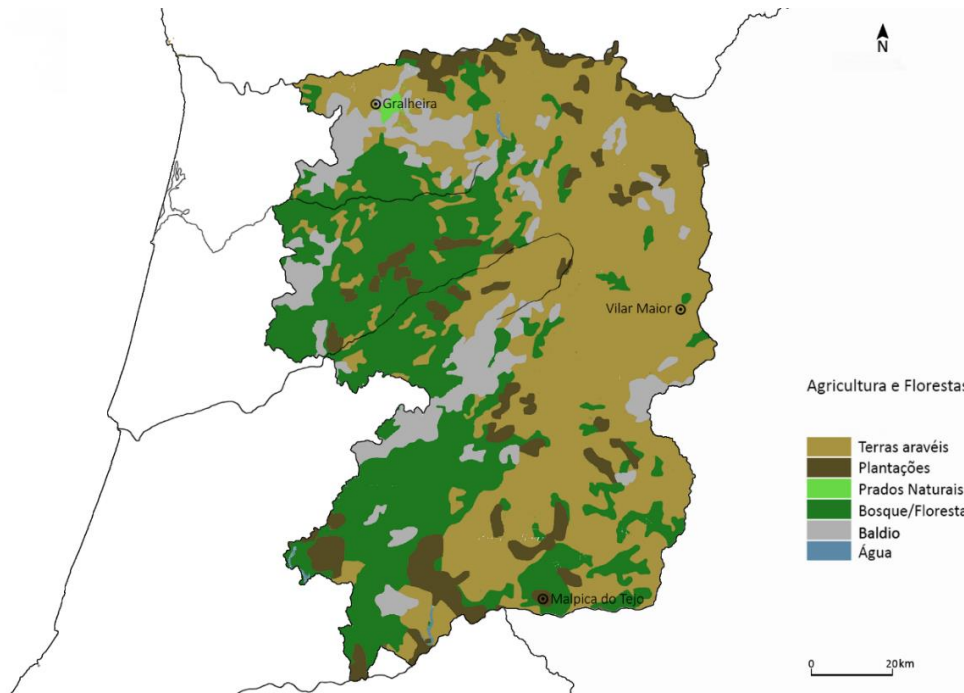 N
Gralheira
Vilar Maior
Agricultura e Florestas
Terras aravéis
Plantações
Prados Naturais
Bosque/Floresta
Baldio
Água
Malpica do Tejo
0 20km